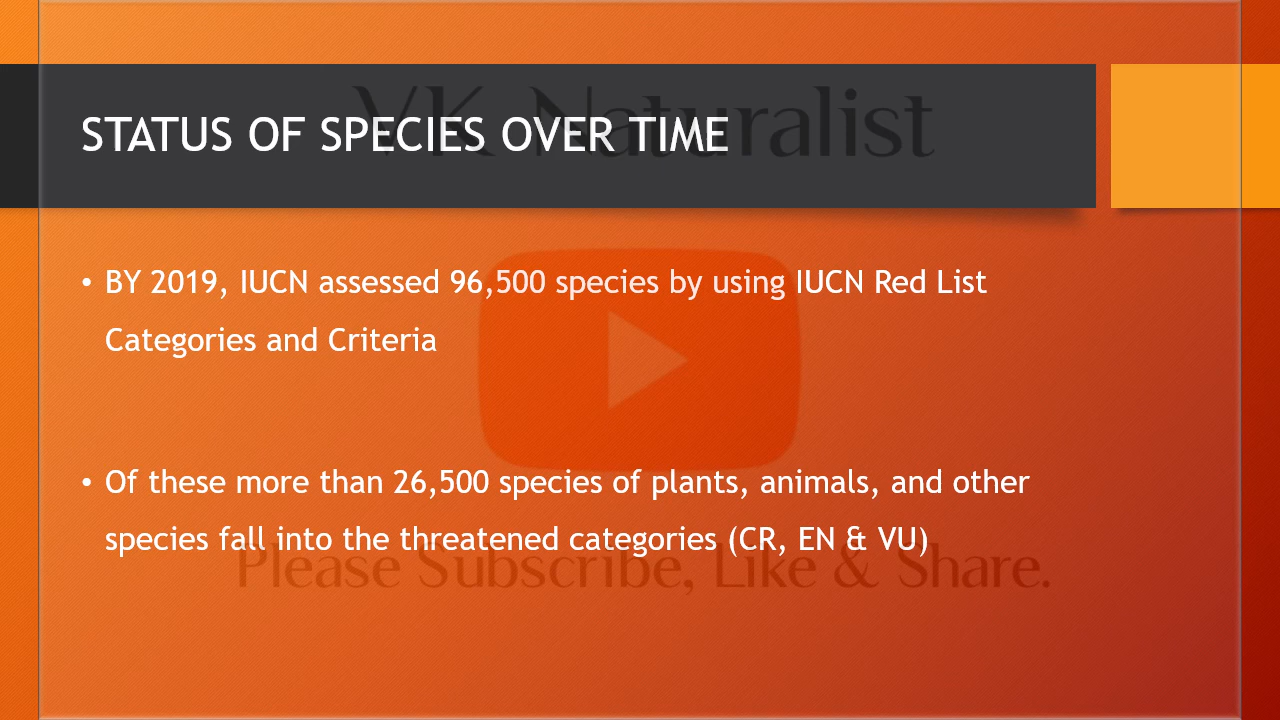 VK Naturalist
STATUS OF SPECIES OVER TIME
• BY 2019, IUCN assessed 96,500 species by using IUCN Red List
Categories and Criteria
• Of these more than 26,500 species of plants, animals, and other
species fall into the threatened categories (CR, EN & VU)
Please Subscribe, Like & Share.